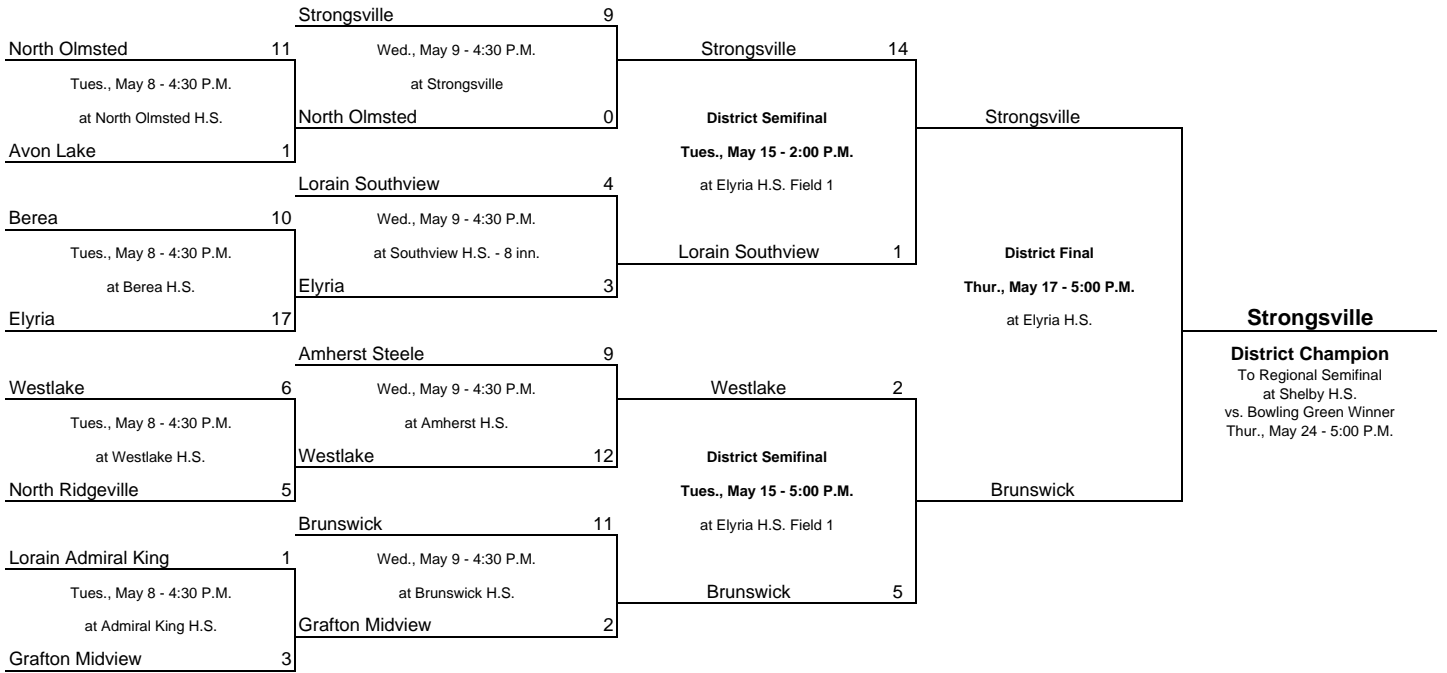 North Olmsted 11
Tues., May 8 - 4:30 P.M.
at North Olmsted H.S.
Avon Lake 1
Berea 10
Tues., May 8 - 4:30 P.M.
at Berea H.S.
Elyria 17
Westlake 6
Tues., May 8 - 4:30 P.M.
at Westlake H.S.
North Ridgeville 5
Lorain Admiral King 1
Tues., May 8 - 4:30 P.M.
at Admiral King H.S.
Grafton Midview 3
Strongsville 9
Wed., May 9 - 4:30 P.M.
at Strongsville
North Olmsted 0
Lorain Southview 4
Wed., May 9 - 4:30 P.M.
at Southview H.S. - 8 inn.
Elyria 3
Amherst Steele 9
Wed., May 9 - 4:30 P.M.
at Amherst H.S.
Westlake 12
Brunswick 11
Wed., May 9 - 4:30 P.M.
at Brunswick H.S.
Grafton Midview 2
Strongsville 14
District Semifinal
Tues., May 15 - 2:00 P.M.
at Elyria H.S. Field 1
Lorain Southview 1
Westlake 2
District Semifinal
Tues., May 15 - 5:00 P.M.
at Elyria H.S. Field 1
Brunswick 5
Strongsville
District Final
Thur., May 17 - 5:00 P.M.
at Elyria H.S.
Brunswick
Strongsville
District Champion
To Regional Semifinal
at Shelby H.S.
vs. Bowling Green Winner
Thur., May 24 - 5:00 P.M.